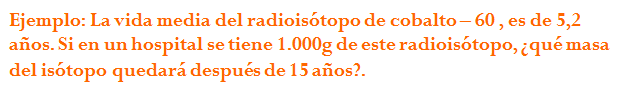 Ejemplo: La vida media del radioisótopo de cobalto – 60 , es de 5,2
años. Si en un hospital se tiene 1.000g de este radioisótopo, ¿qué masa
del isótopo quedará después de 15 años?.